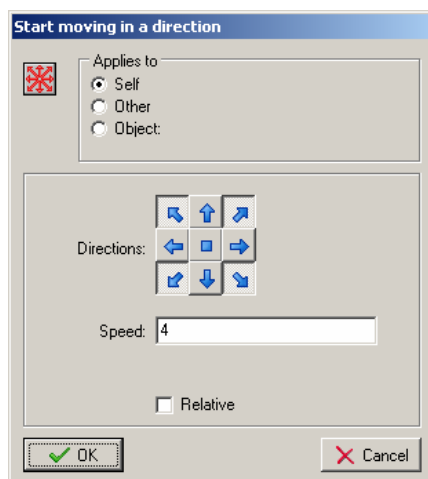 Start moving in a direction
Applies to
Self
Other
Object:
Directions:
Speed: 4
Relative
OK Cancel